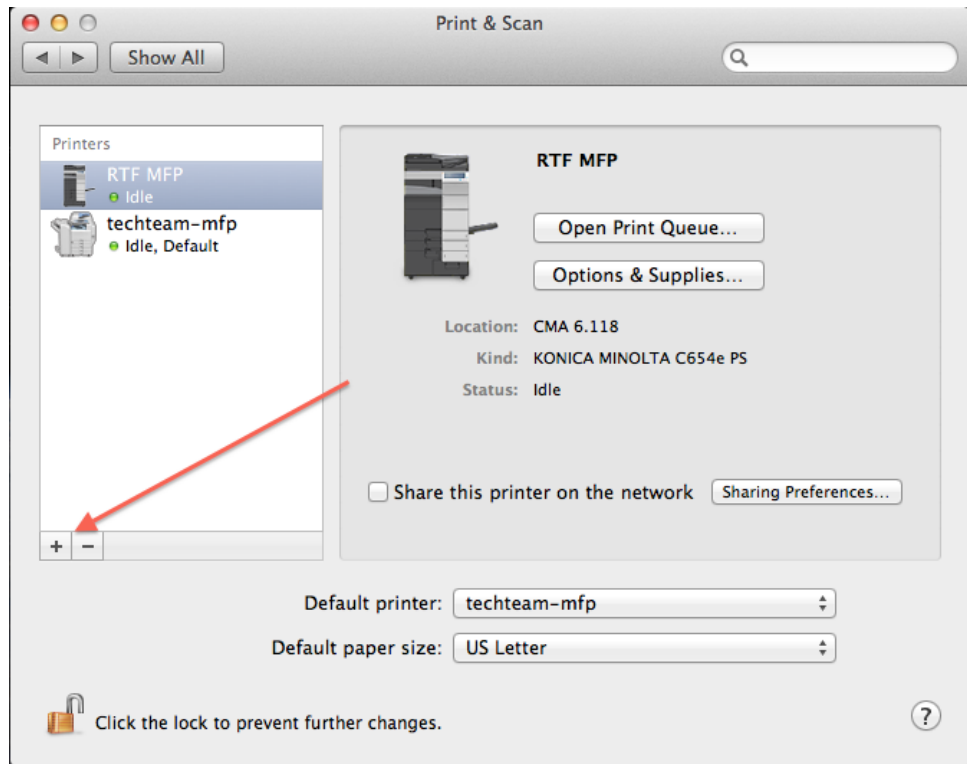 Print & Scan
Show All
Printers
RTF MFP
Idle
techteam-mfp
Idle, Default
RTF MFP
Open Print Queue...
Options & Supplies...
Location: CMA 6.118
Kind: KONICA MINOLTA C654e PS
Status: Idle
Share this printer on the network Sharing Preferences...
+ −
Default printer: techteam-mfp
Default paper size: US Letter
Click the lock to prevent further changes. ?